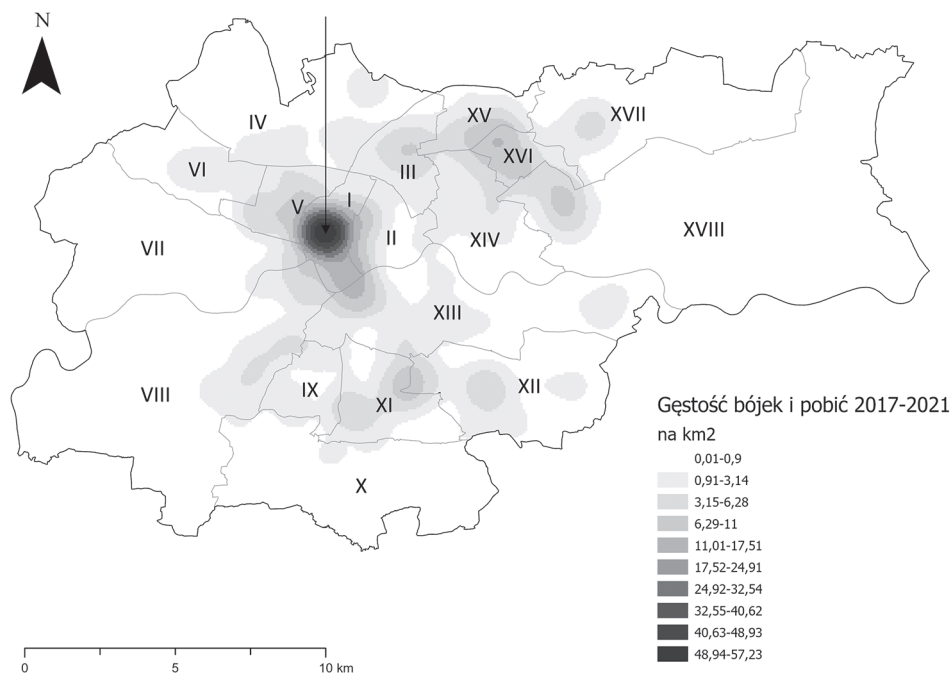 N
IV
XV
XVII
VI
XVI
III
I
V
II
XIV
XVIII
VII
XIII
VIII
IX
XII
XI
X
Gęstość bójek i pobić 2017-2021
na km2
0,01-0,9
0,91-3,14
3,15-6,28
6,29-11
11,01-17,51
17,52-24,91
24,92-32,54
32,55-40,62
40,63-48,93
48,94-57,23
0 5 10 km